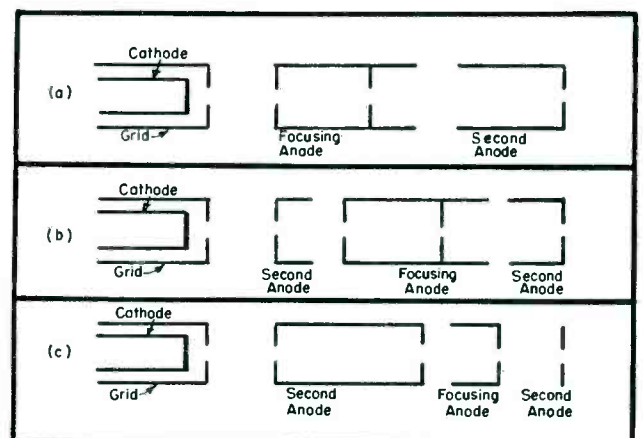 Cathode
(a)
Grid
Focusing
Anode
Second
Anode
Cathode
(b)
Grid
Second
Anode
Focusing
Anode
Second
Anode
Cathode
(c)
Grid
Second
Anode
Focusing
Anode
Second
Anode